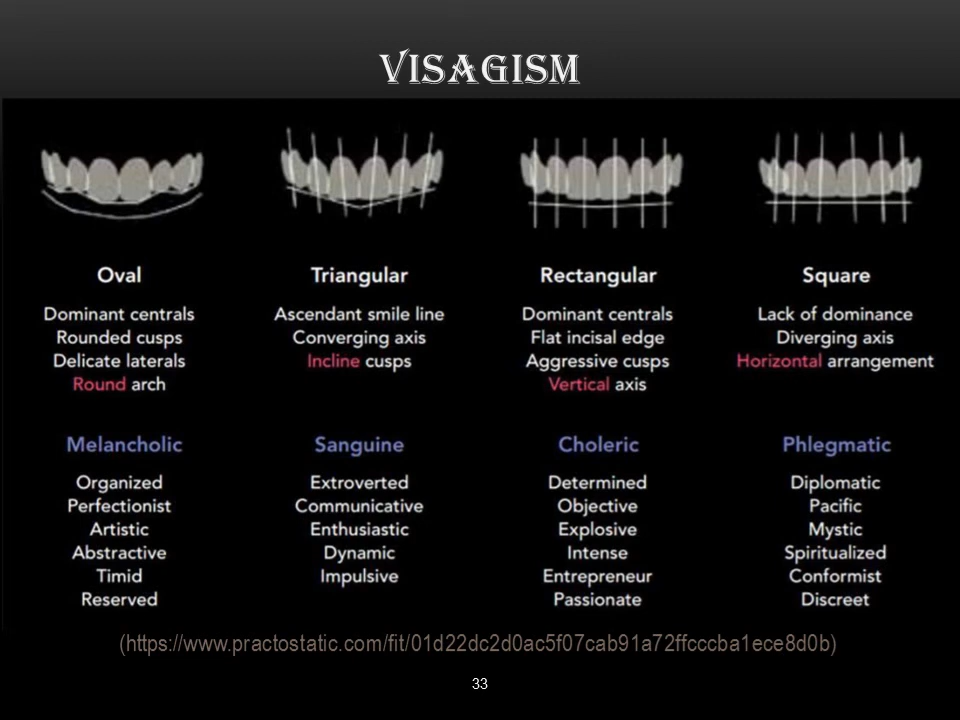 VISAGISM
Oval
Dominant centrals
Rounded cusps
Delicate laterals
Round arch
Triangular
Ascendant smile line
Converging axis
Incline cusps
Rectangular
Dominant centrals
Flat incisal edge
Aggressive cusps
Vertical axis
Square
Lack of dominance
Diverging axis
Horizontal arrangement
Melancholic
Organized
Perfectionist
Artistic
Abstractive
Timid
Reserved
Sanguine
Extroverted
Communicative
Enthusiastic
Dynamic
Impulsive
Choleric
Determined
Objective
Explosive
Intense
Entrepreneur
Passionate
Phlegmatic
Diplomatic
Pacific
Mystic
Spiritualized
Conformist
Discreet
(https://www.practostatic.com/fit/01d22dc2d0ac5f07cab91a72ffcccba1ece8d0b)
33